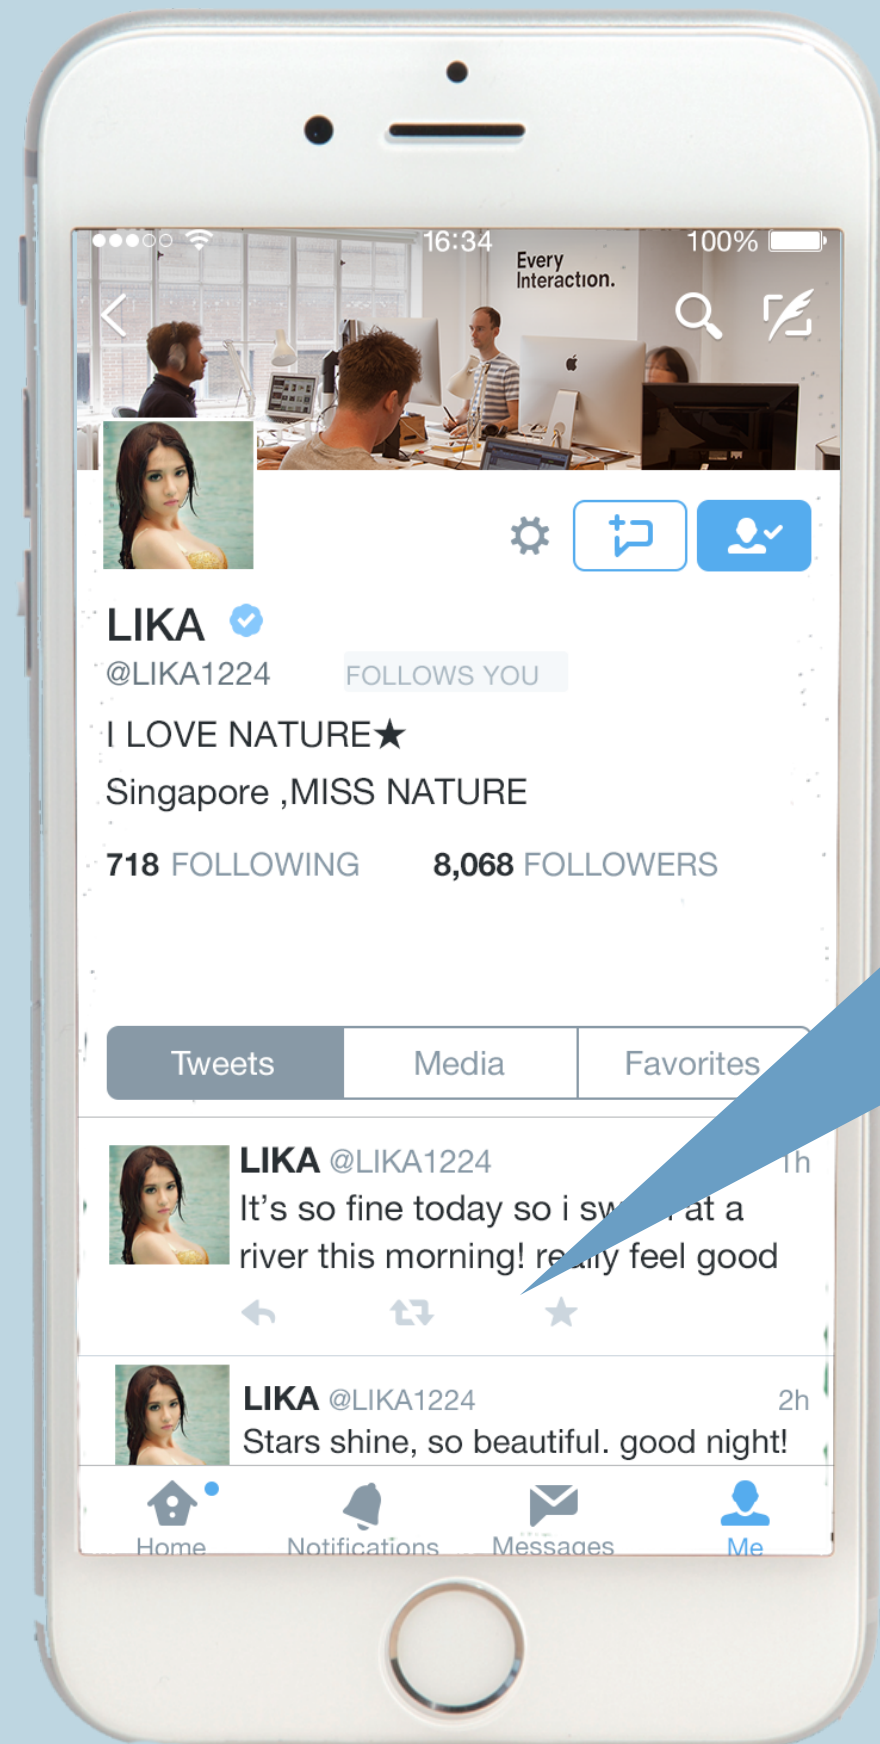 16:34
100%
Every
Interaction.
LIKA
@LIKA1224 FOLLOWS YOU
I LOVE NATURE★
Singapore ,MISS NATURE
718 FOLLOWING 8,068 FOLLOWERS
Tweets Media Favorites
LIKA @LIKA1224 1h
It's so fine today so i at a
river this morning! really feel good
LIKA @LIKA1224 2h
Stars shine, so beautiful. good night!
Home Notifications Messages Me